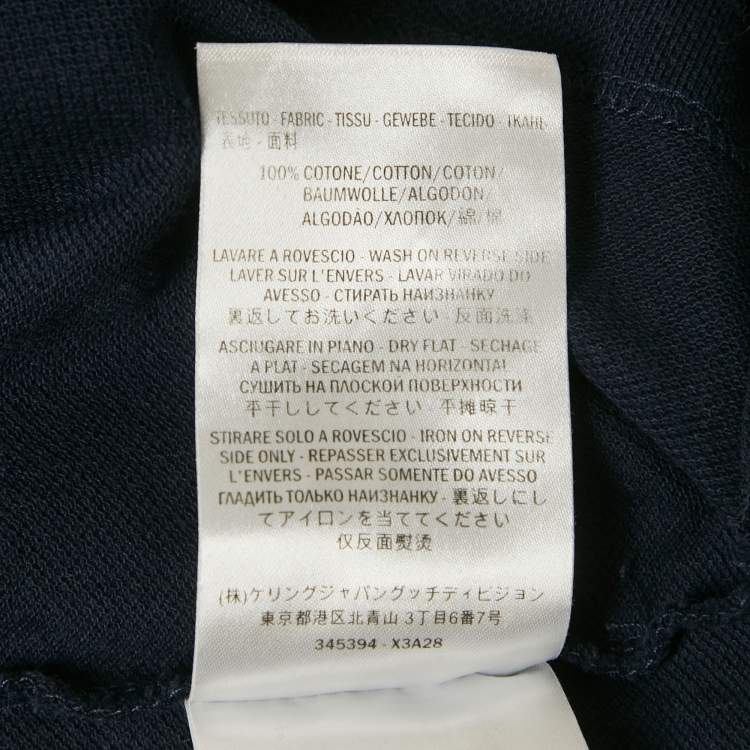 TESSUTO - FABRIC - TISSU - GEWEBE - TECIDO - ТКАНЬ
表地 - 面料
100% COTONE/COTTON/COTON/
BAUMWOLLE/ALGODON/
ALGODÀO/ХЛОПОК/綿/棉
LAVARE A ROVESCIO - WASH ON REVERSE SIDE
LAVER SUR L'ENVERS - LAVAR VIRADO DO
AVESSO - СТИРАТЬ НАИЗНАНКУ
裏返してお洗いください - 反面洗涤
ASCIUGARE IN PIANO - DRY FLAT - SECHAGE
A PLAT - SECAGEM NA HORIZONTAL
СУШИТЬ НА ПЛОСКОЙ ПОВЕРХНОСТИ
平干ししてください - 平摊晾干
STIRARE SOLO A ROVESCIO - IRON ON REVERSE
SIDE ONLY - REPASSER EXCLUSIVEMENT SUR
L'ENVERS - PASSAR SOMENTE DO AVESSO
ГЛАДИТЬ ТОЛЬКО НАИЗНАНКУ - 裏返しにし
てアイロンを当ててください
仅反面熨烫
(株)ケリングジャパングッチディビジョン
東京都港区北青山 3丁目6番7号
345394 - X3A28